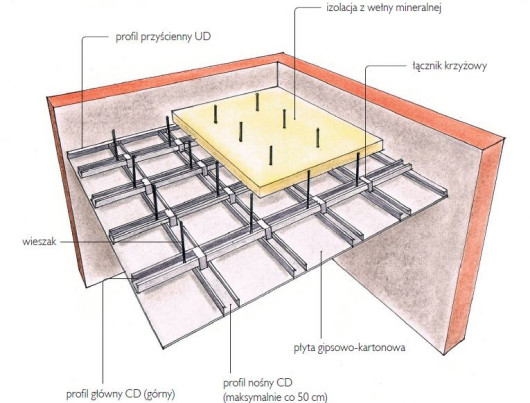 izolacja z wełny mineralnej
profil przyścienny UD
łącznik krzyżowy
wieszak
płyta gipsowo-kartonowa
profil główny CD (górny)
profil nośny CD
(maksymalnie co 50 cm)